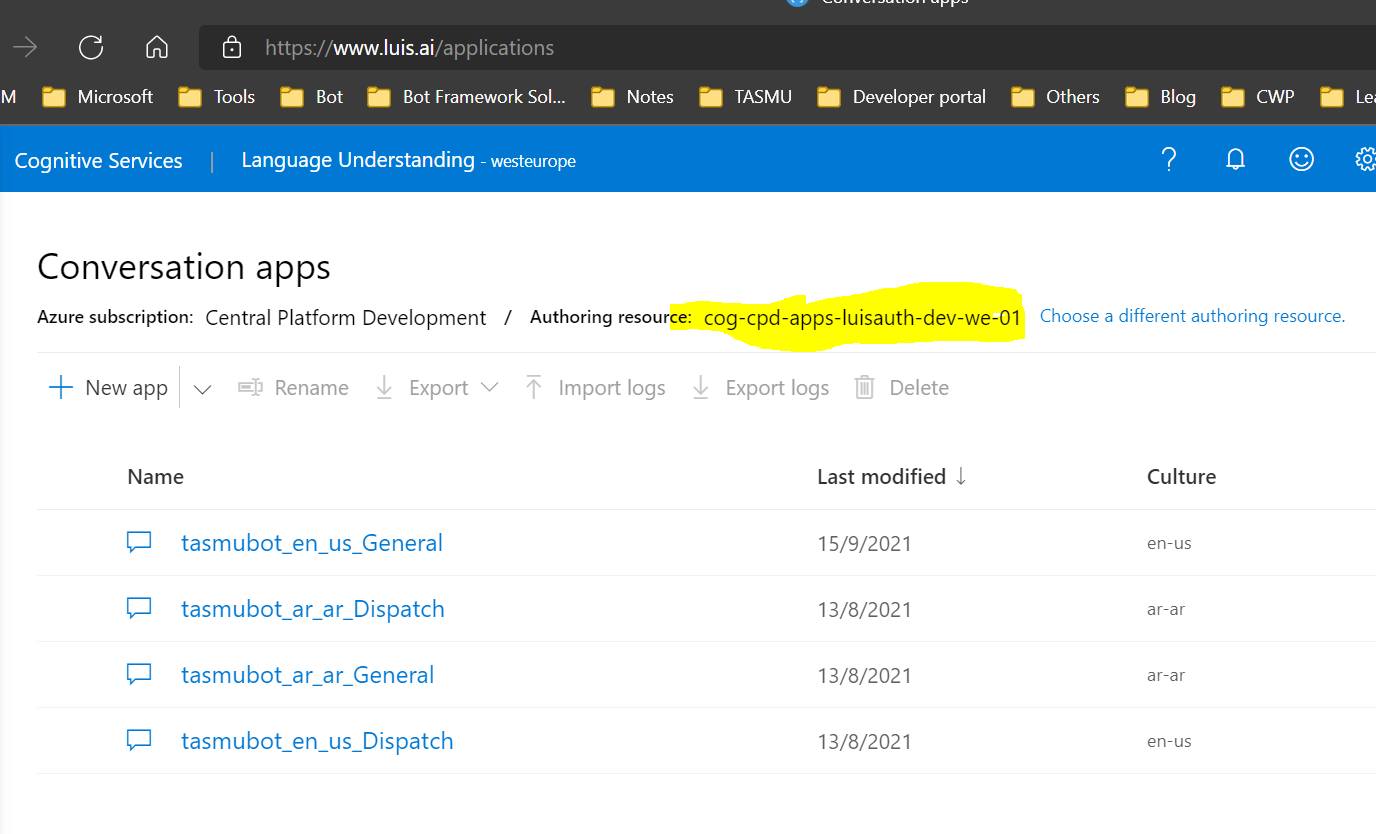 Conversation apps
https://www.luis.ai/applications
M Microsoft Tools Bot Bot Framework Sol... Notes TASMU Developer portal Others Blog CWP Lea
Cognitive Services | Language Understanding - westeurope
Conversation apps
Azure subscription: Central Platform Development / Authoring resource: cog-cpd-apps-luisauth-dev-we-01 Choose a different authoring resource.
New app Rename Export Import logs Export logs Delete
Name Last modified ↓ Culture
tasmubot_en_us_General 15/9/2021 en-us
tasmubot_ar_ar_Dispatch 13/8/2021 ar-ar
tasmubot_ar_ar_General 13/8/2021 ar-ar
tasmubot_en_us_Dispatch 13/8/2021 en-us